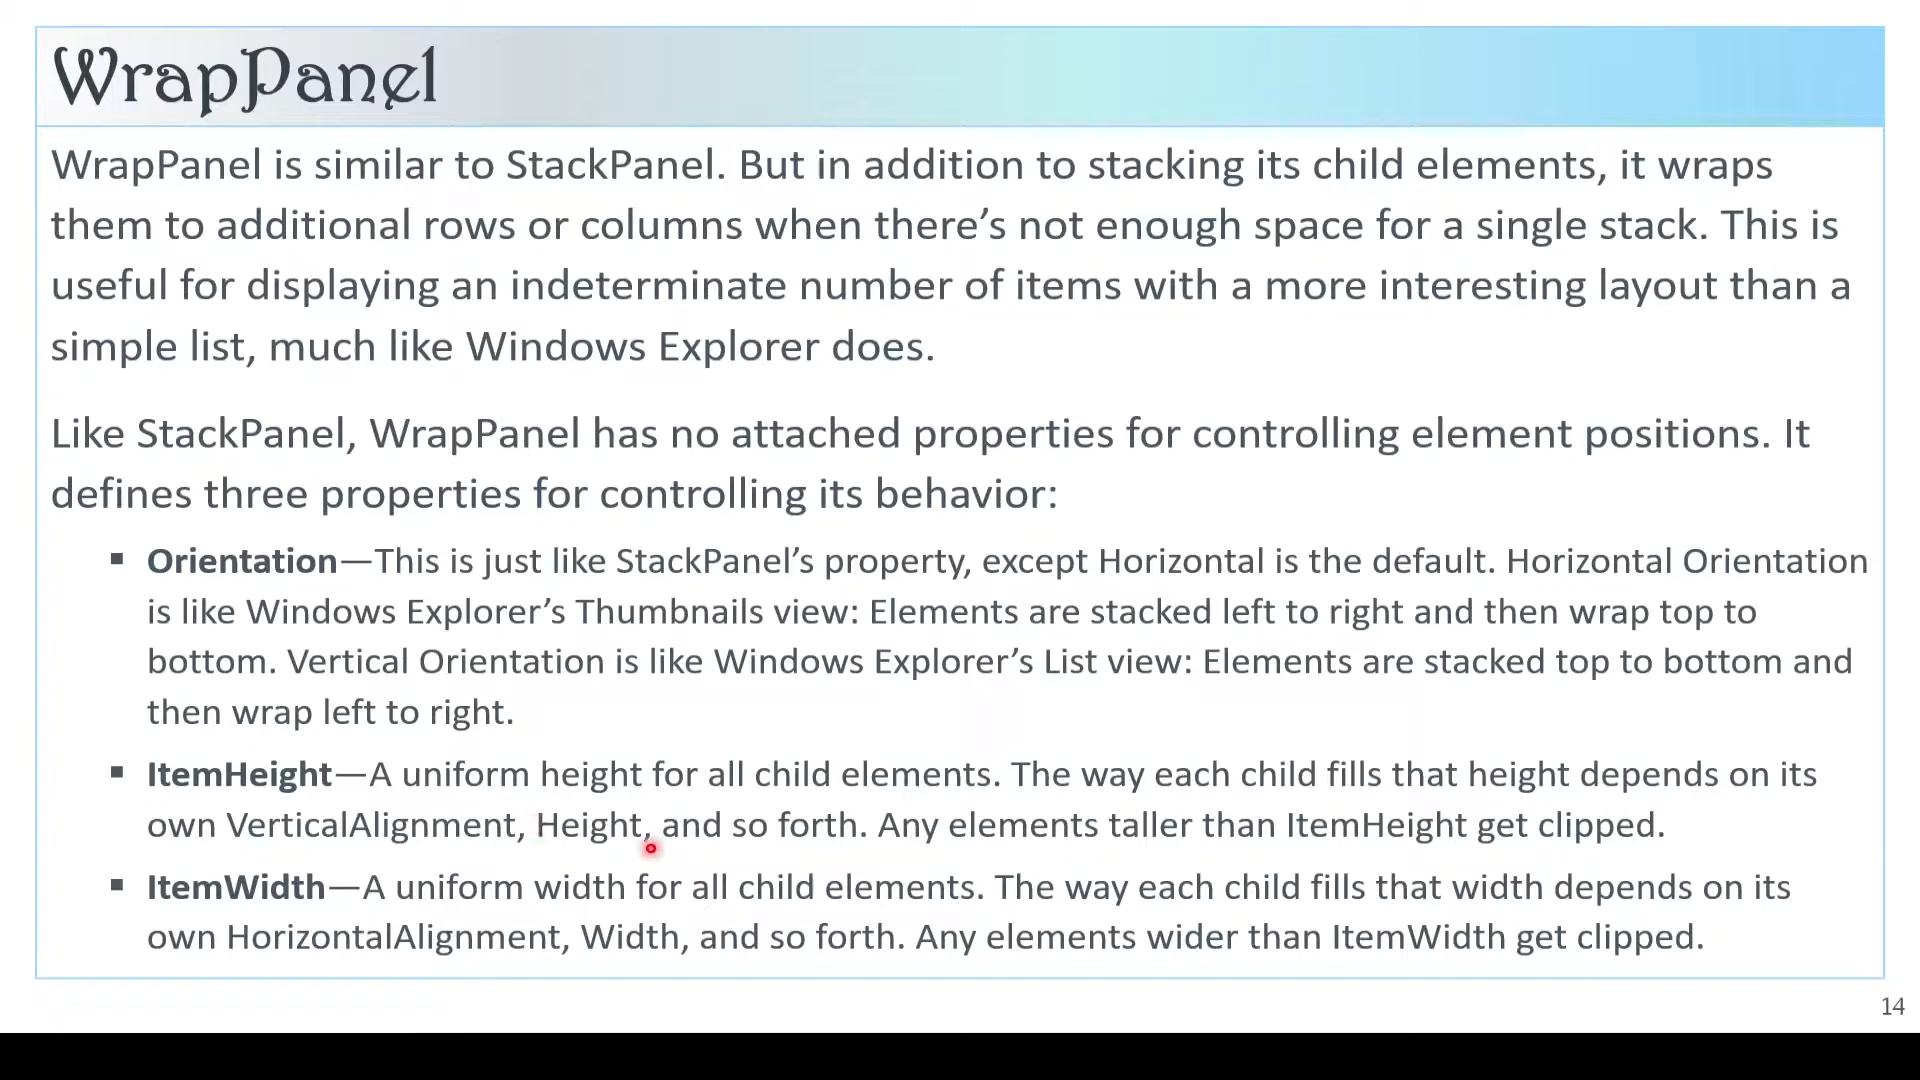 WrapPanel
WrapPanel is similar to StackPanel. But in addition to stacking its child elements, it wraps
them to additional rows or columns when there’s not enough space for a single stack. This is
useful for displaying an indeterminate number of items with a more interesting layout than a
simple list, much like Windows Explorer does.
Like StackPanel, WrapPanel has no attached properties for controlling element positions. It
defines three properties for controlling its behavior:
▪ Orientation—This is just like StackPanel’s property, except Horizontal is the default. Horizontal Orientation
is like Windows Explorer’s Thumbnails view: Elements are stacked left to right and then wrap top to
bottom. Vertical Orientation is like Windows Explorer’s List view: Elements are stacked top to bottom and
then wrap left to right.
▪ ItemHeight—A uniform height for all child elements. The way each child fills that height depends on its
own VerticalAlignment, Height, and so forth. Any elements taller than ItemHeight get clipped.
▪ ItemWidth—A uniform width for all child elements. The way each child fills that width depends on its
own HorizontalAlignment, Width, and so forth. Any elements wider than ItemWidth get clipped.
14